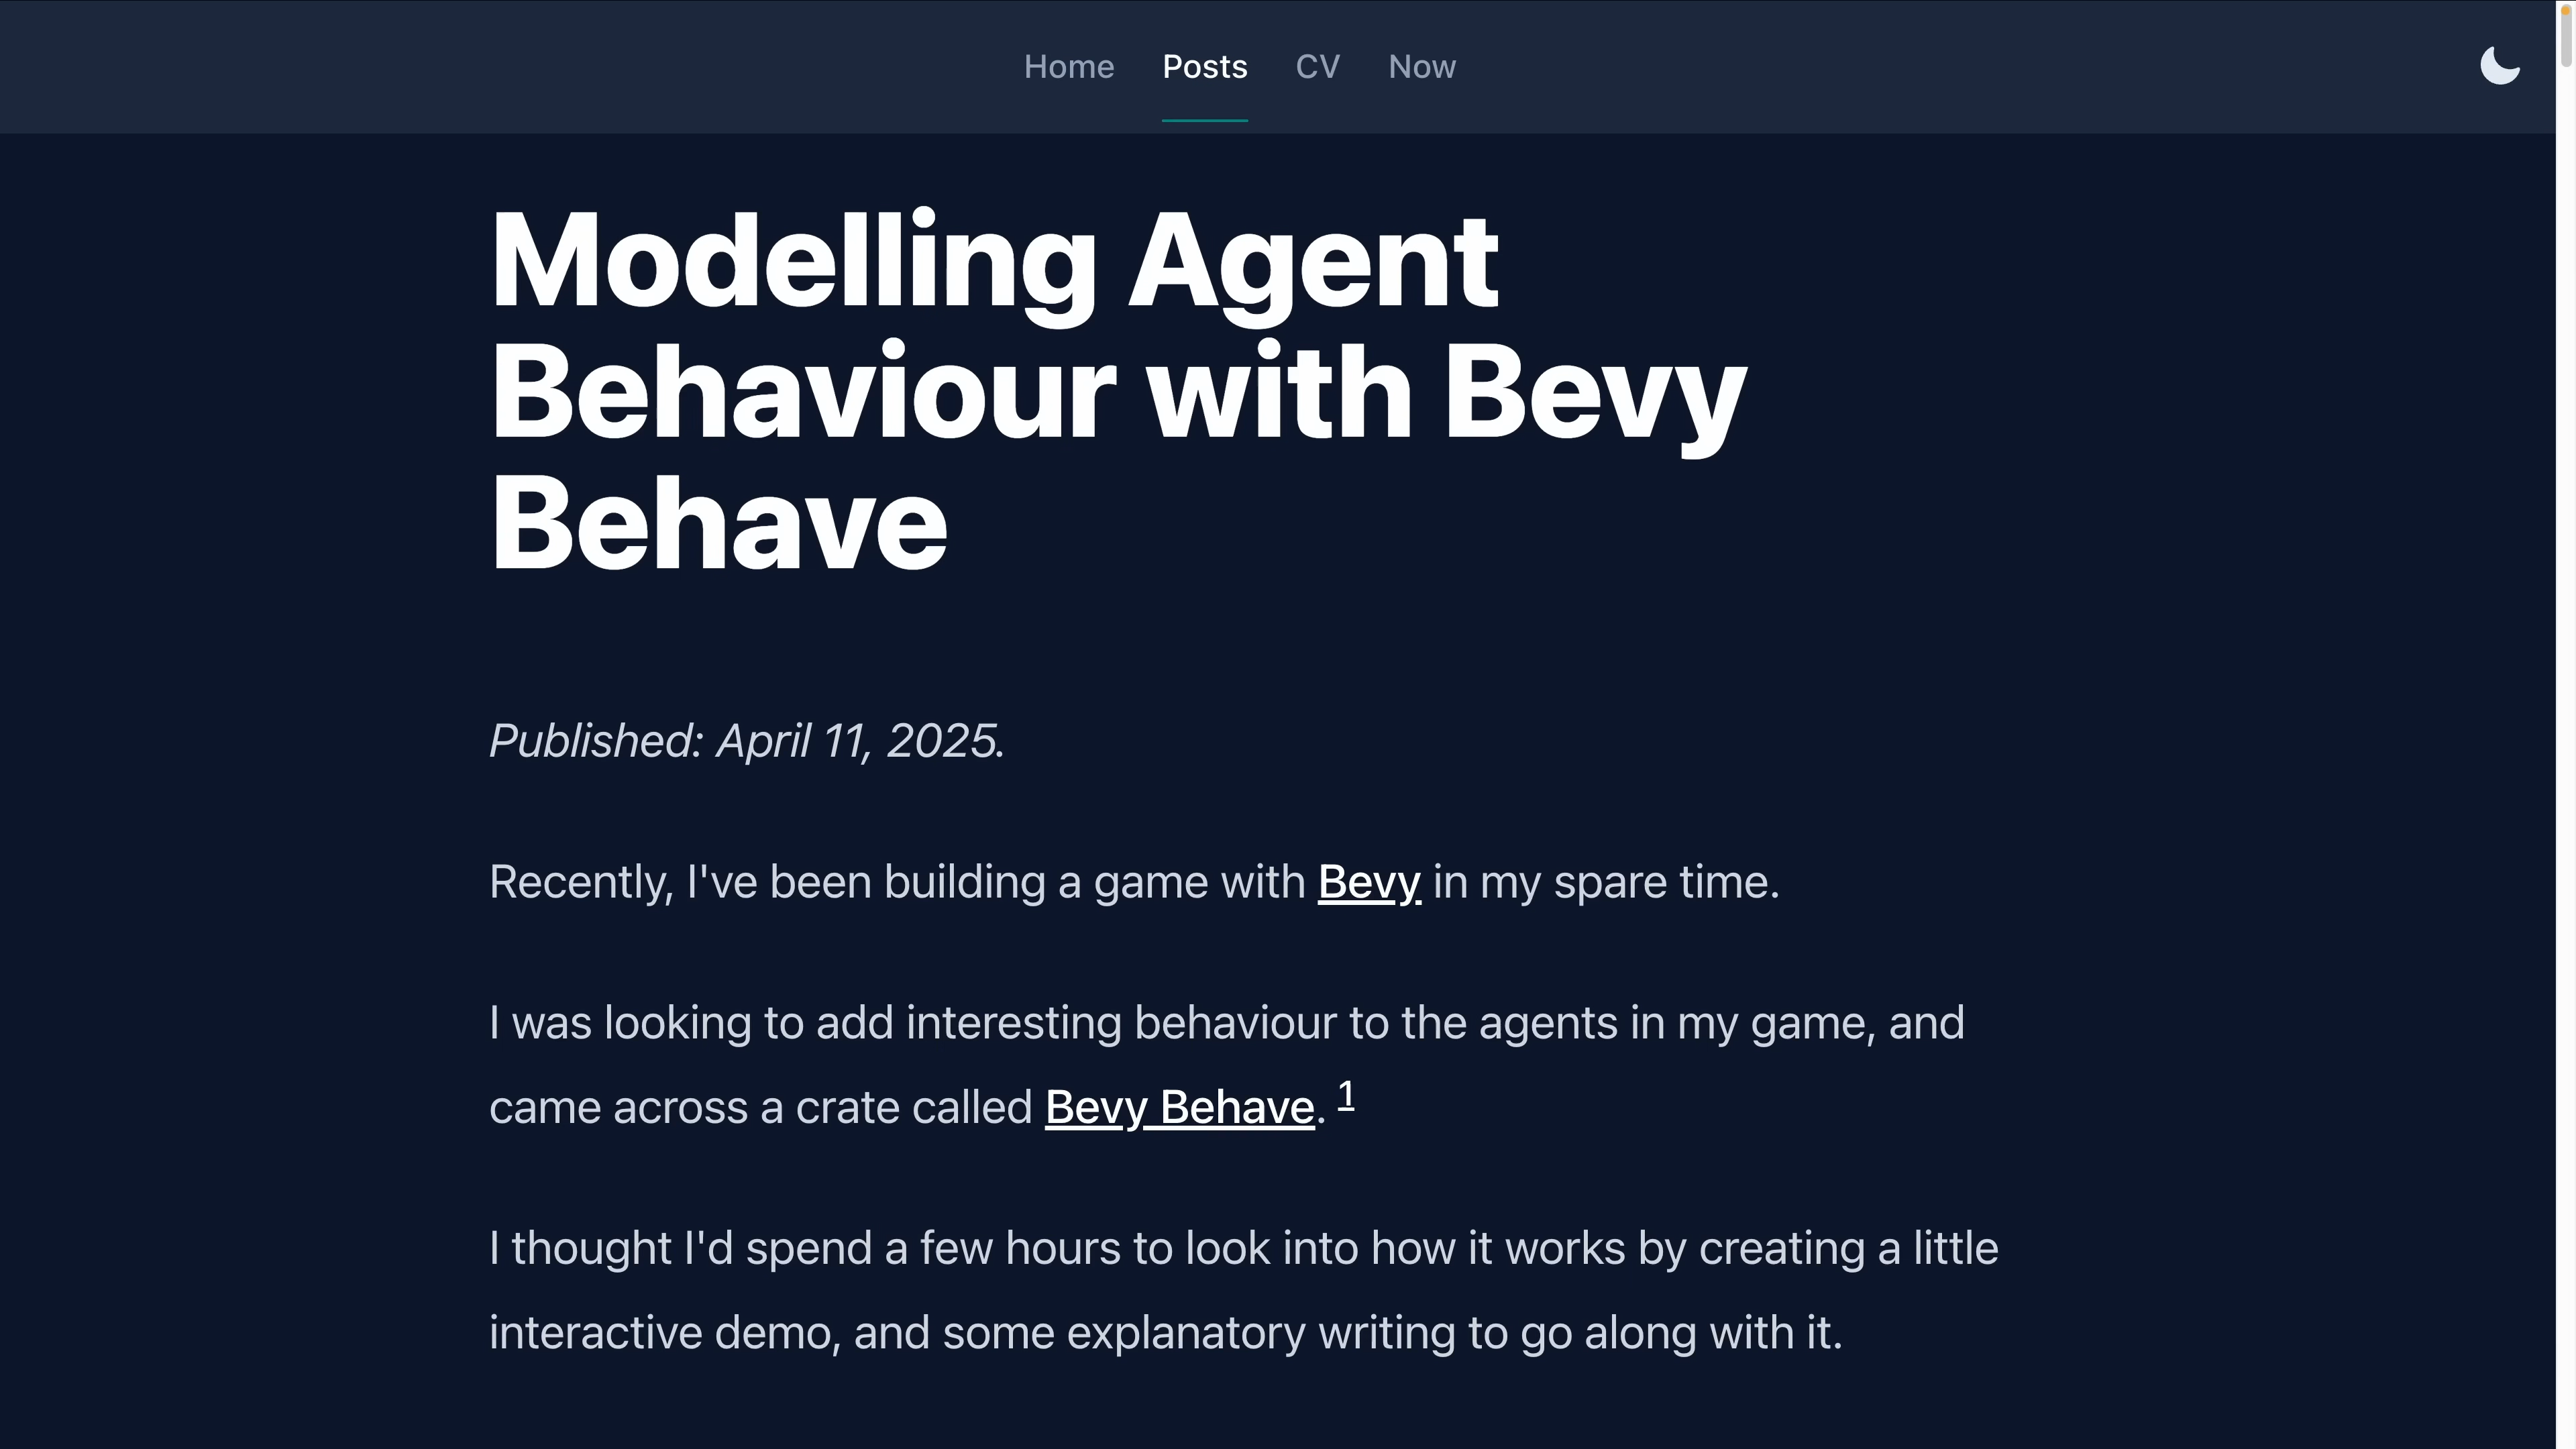 Home Posts CV Now
Modelling Agent
Behaviour with Bevy
Behave
Published: April 11, 2025.
Recently, I've been building a game with Bevy in my spare time.
I was looking to add interesting behaviour to the agents in my game, and
came across a crate called Bevy Behave. 1
I thought I'd spend a few hours to look into how it works by creating a little
interactive demo, and some explanatory writing to go along with it.